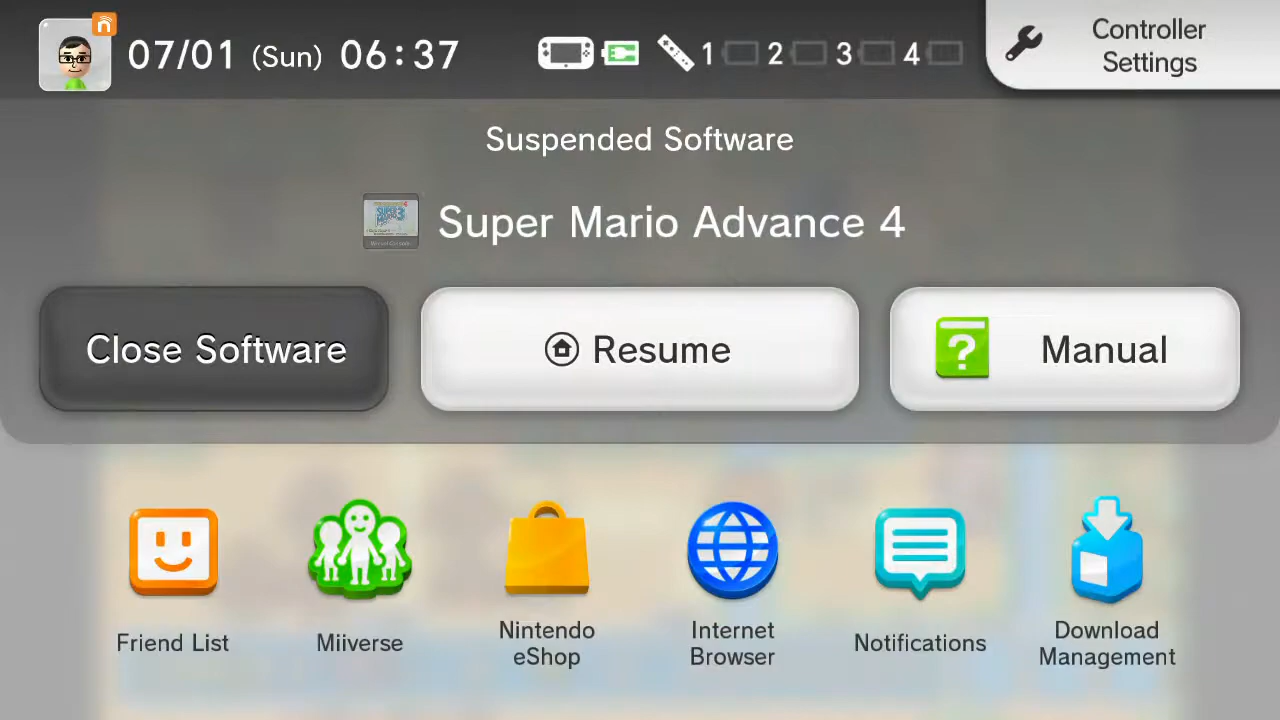 07/01 (Sun) 06:37
1 2 3 4
Controller
Settings
Suspended Software
Super Mario Advance 4
Close Software
Resume
Manual
Friend List
Miiverse
Nintendo
eShop
Internet
Browser
Notifications
Download
Management